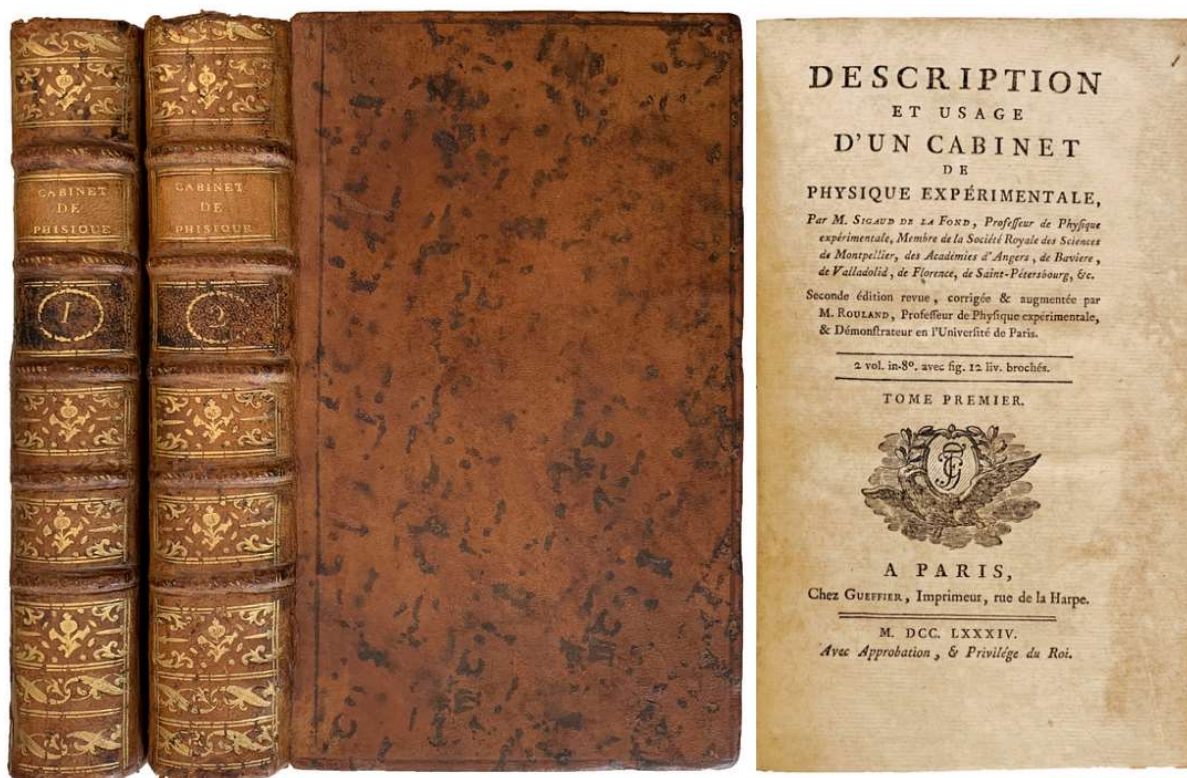 CABINET
DE
PHISIQUE
1
CABINET
DE
PHISIQUE
2
DESCRIPTION
ET USAGE
D'UN CABINET
DE
PHYSIQUE EXPÉRIMENTALE,
Par M. SIGAUD DE LA FOND, Profeſſeur de Phyſique
expérimentale, Membre de la Société Royale des Sciences
de Montpellier, des Académies d'Angers, de Baviere,
de Valladolid, de Florence, de Saint-Pétersbourg, &c.
Seconde édition revue, corrigée & augmentée par
M. ROULAND, Profeſſeur de Phyſique expérimentale,
& Démonſtrateur en l'Univerſité de Paris.
2 vol. in-8º. avec fig. 12 liv. brochés.
TOME PREMIER.
A PARIS,
Chez GUEFFIER, Imprimeur, rue de la Harpe.
M. DCC. LXXXIV.
Avec Approbation, & Privilége du Roi.